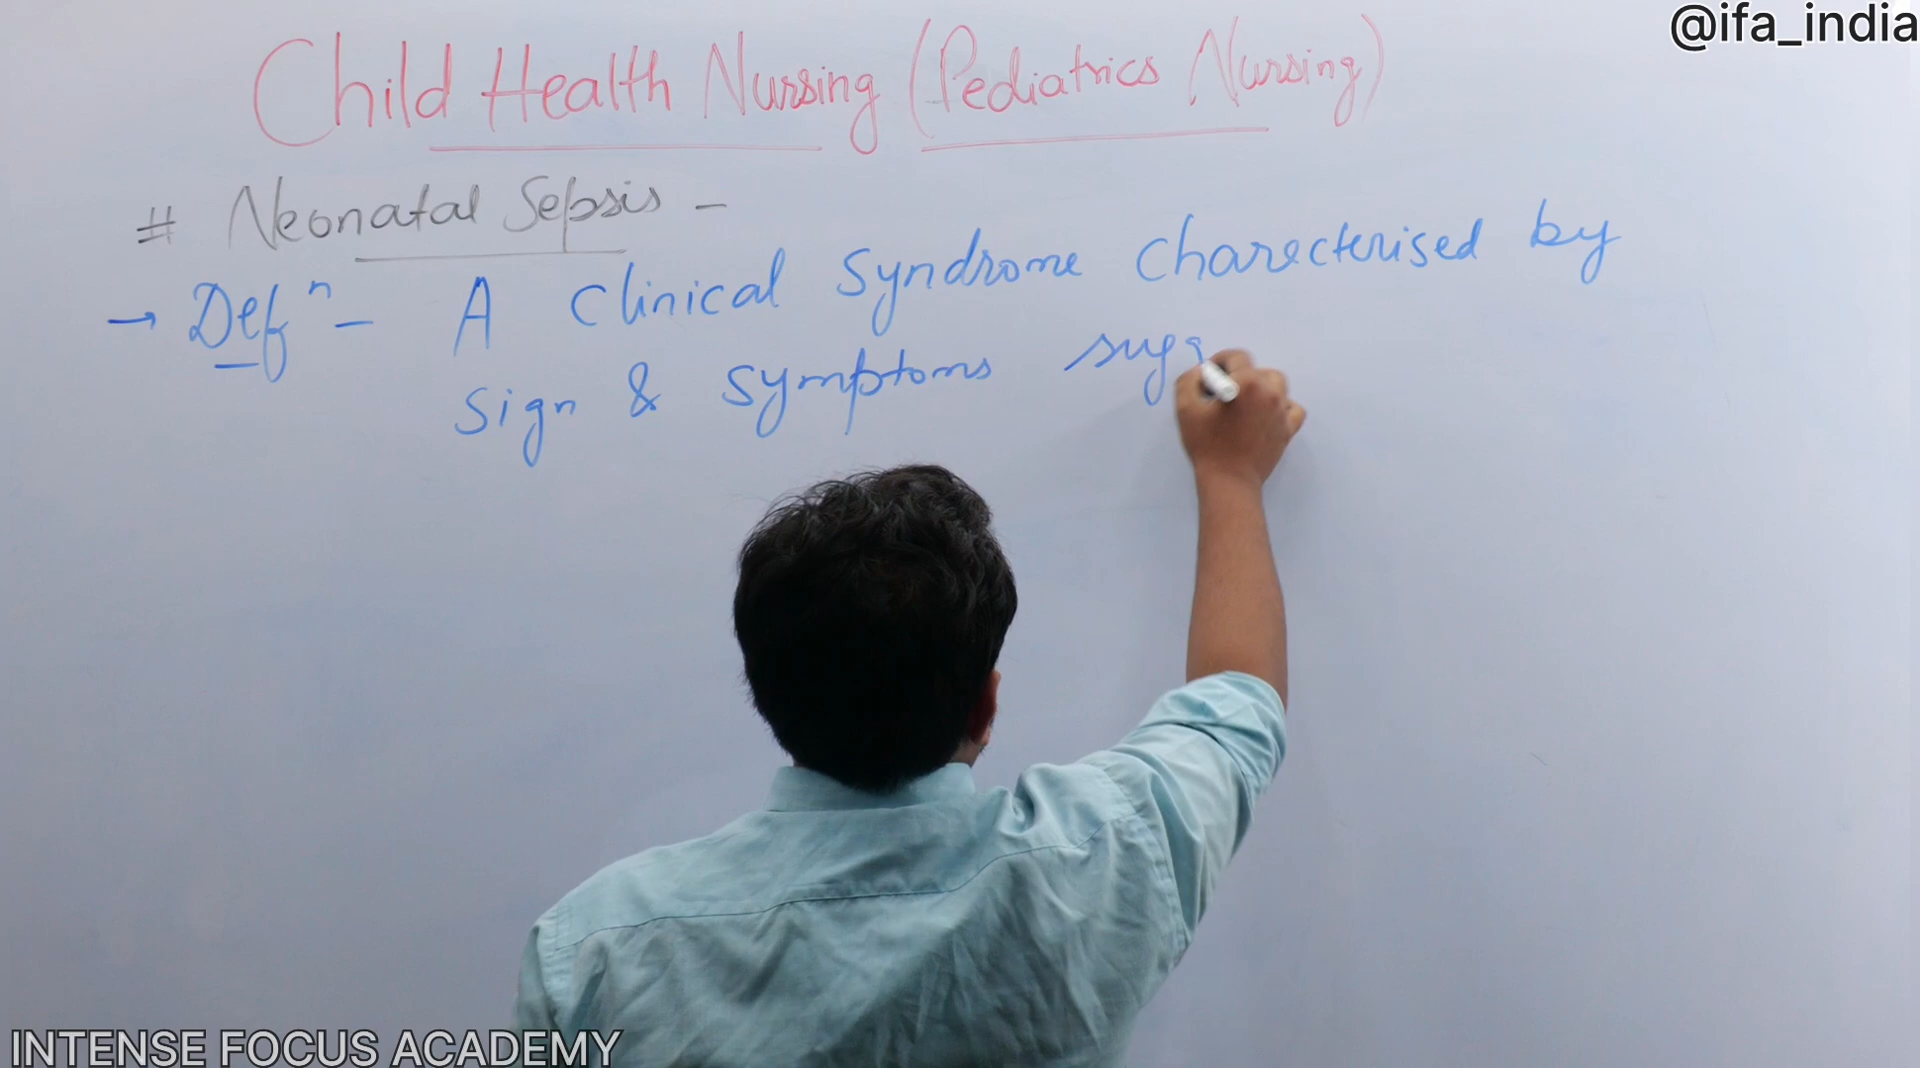 @ifa_india
Child Health Nursing (Pediatrics Nursing)
# Neonatal Sepsis -
→ Defⁿ - A clinical Syndrome charecterised by
Sign & Symptoms
INTENSE FOCUS ACADEMY